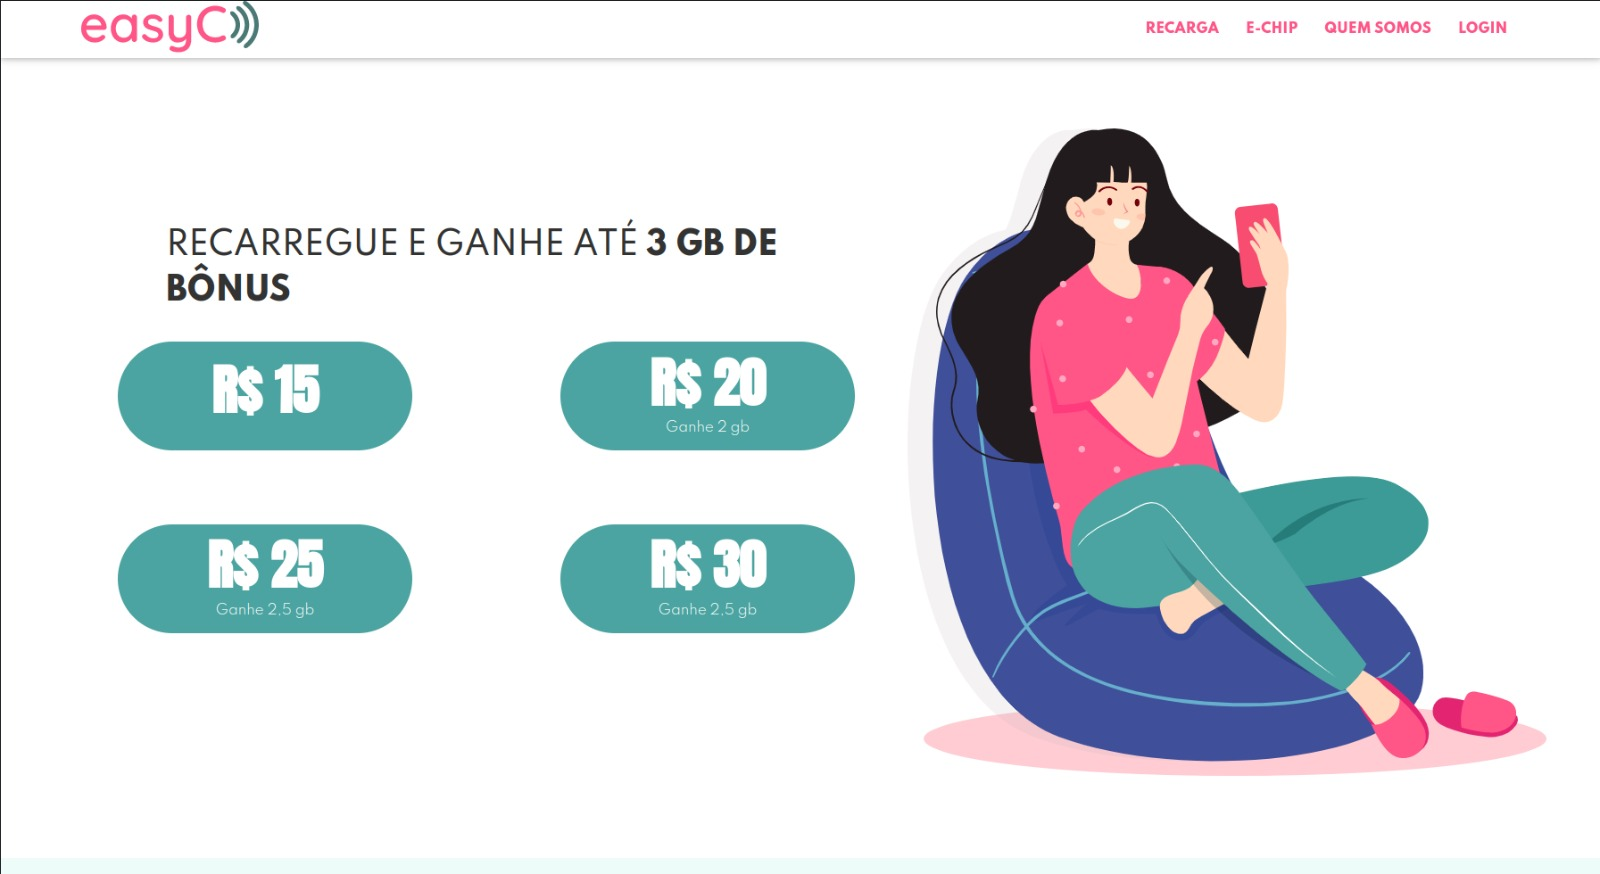 easyC
RECARGA E-CHIP QUEM SOMOS LOGIN
RECARREGUE E GANHE ATÉ 3 GB DE
BÔNUS
R$ 15
R$ 20
Ganhe 2 gb
R$ 25
Ganhe 2,5 gb
R$ 30
Ganhe 2,5 gb